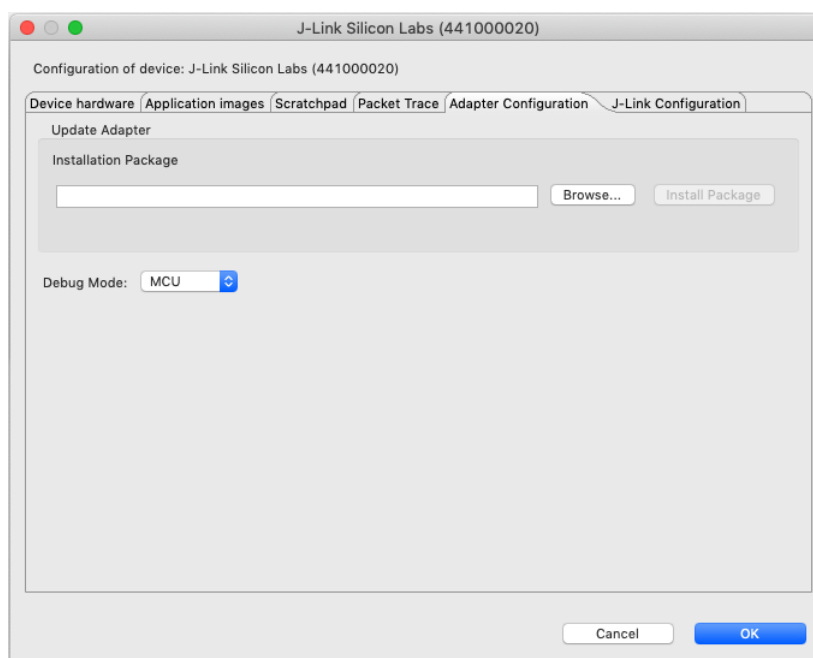 J-Link Silicon Labs (441000020)
Configuration of device: J-Link Silicon Labs (441000020)
Device hardware Application images Scratchpad Packet Trace Adapter Configuration J-Link Configuration
Update Adapter
Installation Package
Browse... Install Package
Debug Mode: MCU
Cancel OK